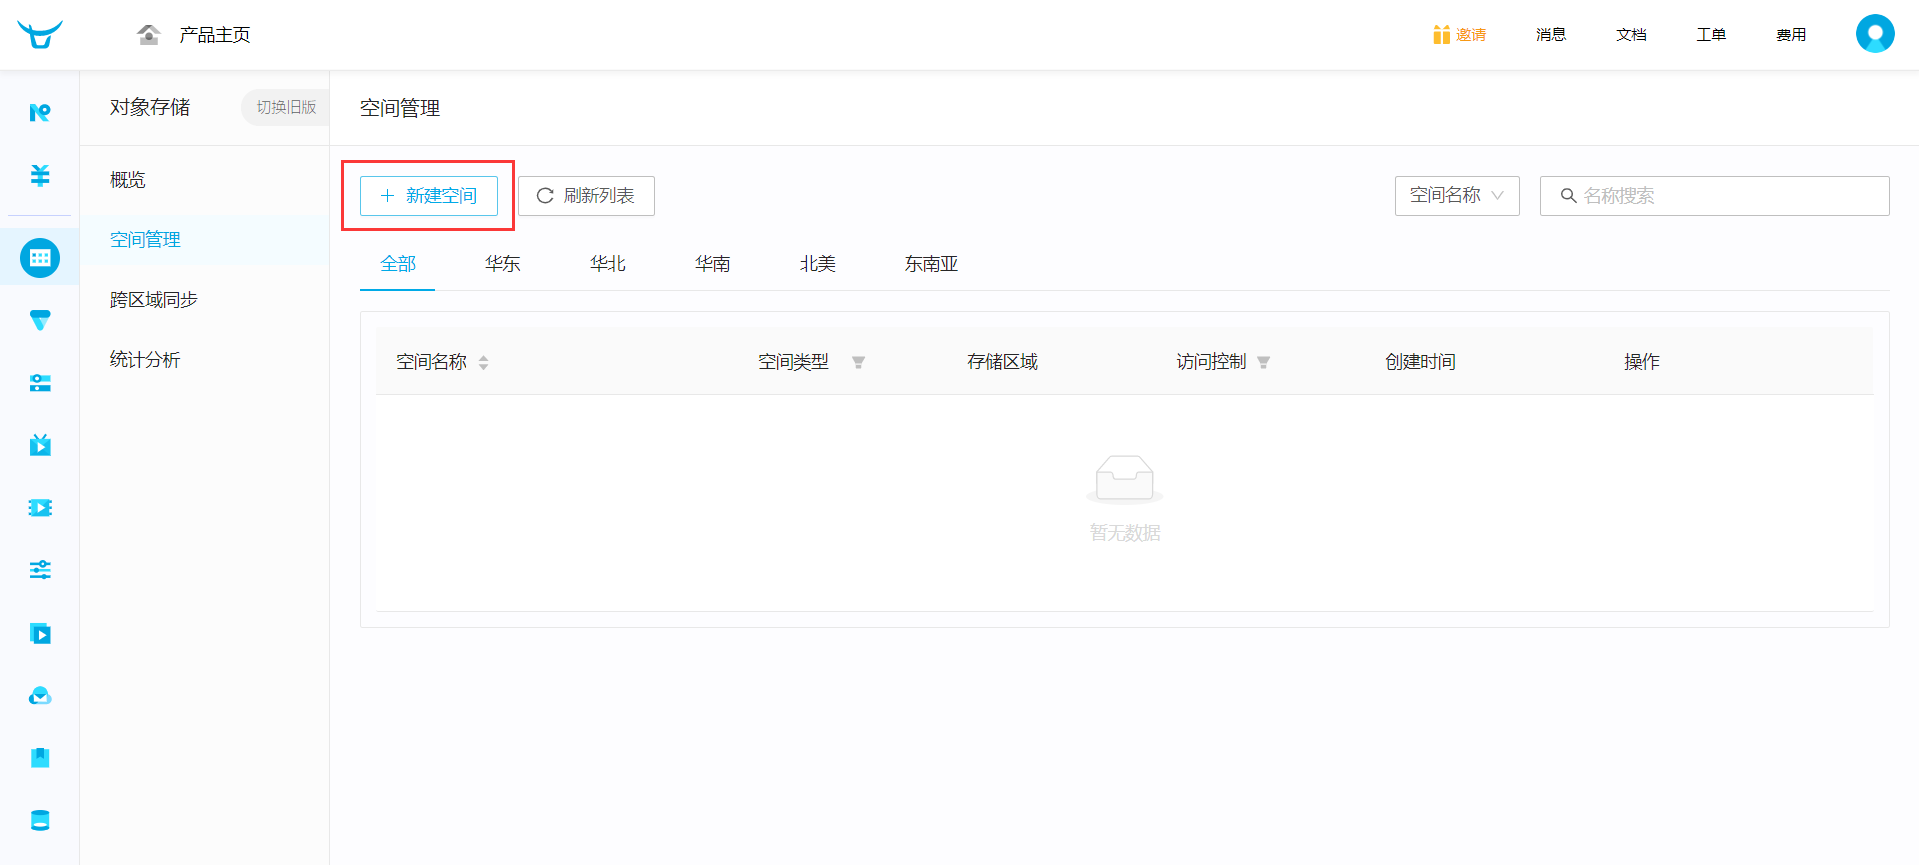 产品主页
邀请
消息
文档
工单
费用
对象存储
切换旧版
概览
空间管理
跨区域同步
统计分析
空间管理
新建空间
刷新列表
空间名称
名称搜索
全部
华东
华北
华南
北美
东南亚
空间名称
空间类型
存储区域
访问控制
创建时间
操作
暂无数据